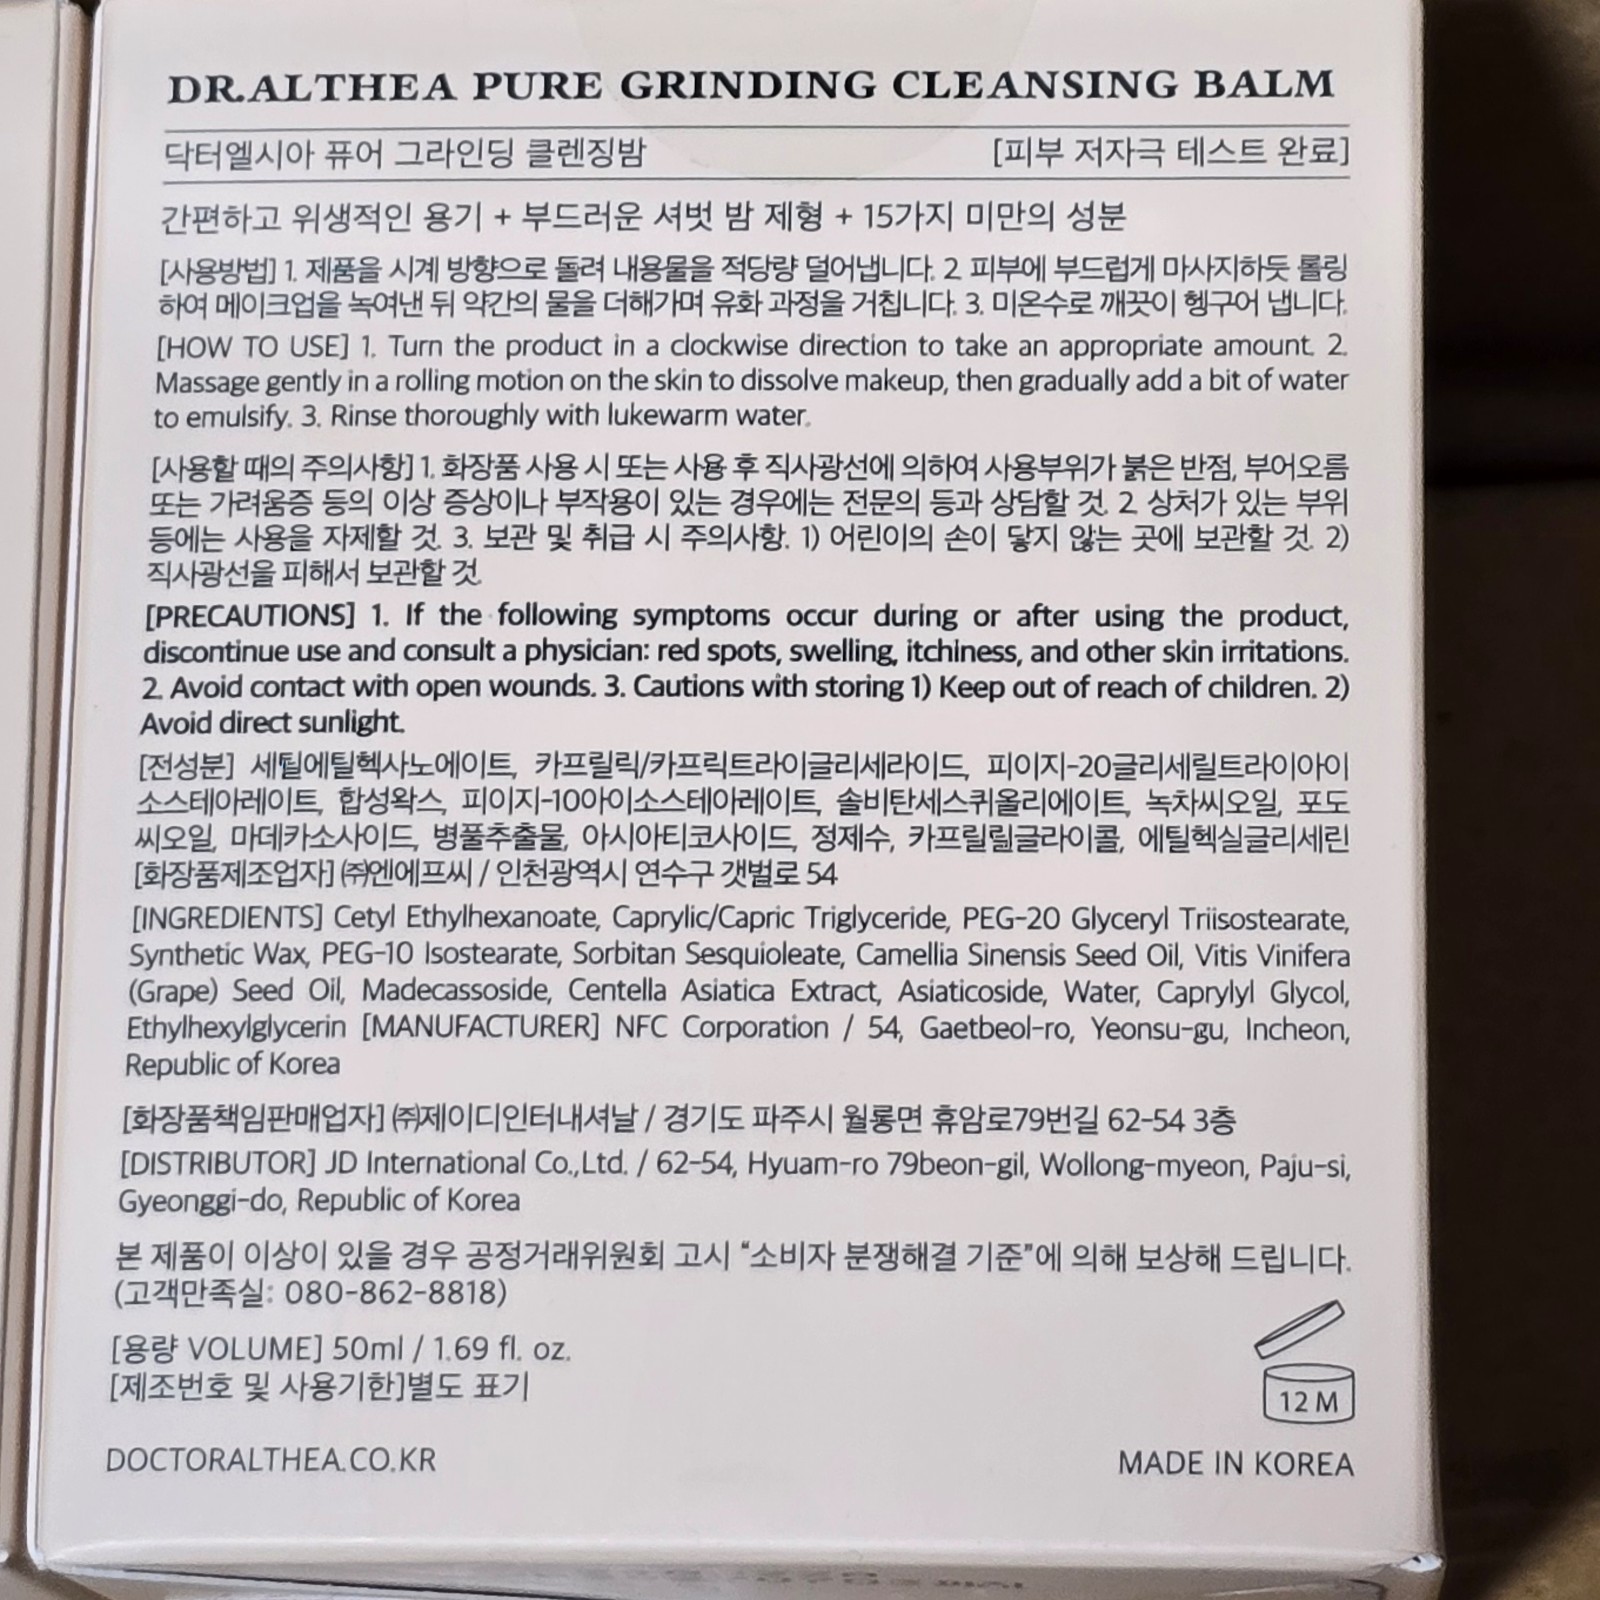 DR.ALTHEA PURE GRINDING CLEANSING BALM
닥터엘시아 퓨어 그라인딩 클렌징밤 [피부 저자극 테스트 완료]
간편하고 위생적인 용기 + 부드러운 셔벗 밤 제형 + 15가지 미만의 성분
[사용방법] 1. 제품을 시계 방향으로 돌려 내용물을 적당량 덜어냅니다. 2. 피부에 부드럽게 마사지하듯 롤링
하여 메이크업을 녹여낸 뒤 약간의 물을 더해가며 유화 과정을 거칩니다. 3. 미온수로 깨끗이 헹구어 냅니다.
[HOW TO USE] 1. Turn the product in a clockwise direction to take an appropriate amount. 2.
Massage gently in a rolling motion on the skin to dissolve makeup, then gradually add a bit of water
to emulsify. 3. Rinse thoroughly with lukewarm water.
[사용할 때의 주의사항] 1. 화장품 사용 시 또는 사용 후 직사광선에 의하여 사용부위가 붉은 반점, 부어오름
또는 가려움증 등의 이상 증상이나 부작용이 있는 경우에는 전문의 등과 상담할 것. 2. 상처가 있는 부위
등에는 사용을 자제할 것. 3. 보관 및 취급 시 주의사항. 1) 어린이의 손이 닿지 않는 곳에 보관할 것. 2)
직사광선을 피해서 보관할 것.
[PRECAUTIONS] 1. If the following symptoms occur during or after using the product,
discontinue use and consult a physician: red spots, swelling, itchiness, and other skin irritations.
2. Avoid contact with open wounds. 3. Cautions with storing 1) Keep out of reach of children. 2)
Avoid direct sunlight.
[전성분] 세틸에틸헥사노에이트, 카프릴릭/카프릭트라이글리세라이드, 피이지-20글리세릴트라이아이
소스테아레이트, 합성왁스, 피이지-10아이소스테아레이트, 솔비탄세스퀴올리에이트, 녹차씨오일, 포도
씨오일, 마데카소사이드, 병풀추출물, 아시아티코사이드, 정제수, 카프릴릴글라이콜, 에틸헥실글리세린
[화장품제조업자] ㈜엔에프씨 / 인천광역시 연수구 갯벌로 54
[INGREDIENTS] Cetyl Ethylhexanoate, Caprylic/Capric Triglyceride, PEG-20 Glyceryl Triisostearate,
Synthetic Wax, PEG-10 Isostearate, Sorbitan Sesquioleate, Camellia Sinensis Seed Oil, Vitis Vinifera
(Grape) Seed Oil, Madecassoside, Centella Asiatica Extract, Asiaticoside, Water, Caprylyl Glycol,
Ethylhexylglycerin [MANUFACTURER] NFC Corporation / 54, Gaetbeol-ro, Yeonsu-gu, Incheon,
Republic of Korea
[화장품책임판매업자] ㈜제이디인터내셔날 / 경기도 파주시 월롱면 휴암로79번길 62-54 3층
[DISTRIBUTOR] JD International Co.,Ltd. / 62-54, Hyuam-ro 79beon-gil, Wollong-myeon, Paju-si,
Gyeonggi-do, Republic of Korea
본 제품이 이상이 있을 경우 공정거래위원회 고시 "소비자 분쟁해결 기준"에 의해 보상해 드립니다.
(고객만족실: 080-862-8818)
[용량 VOLUME] 50ml / 1.69 fl. oz.
[제조번호 및 사용기한]별도 표기
12 M
DOCTORALTHEA.CO.KR MADE IN KOREA